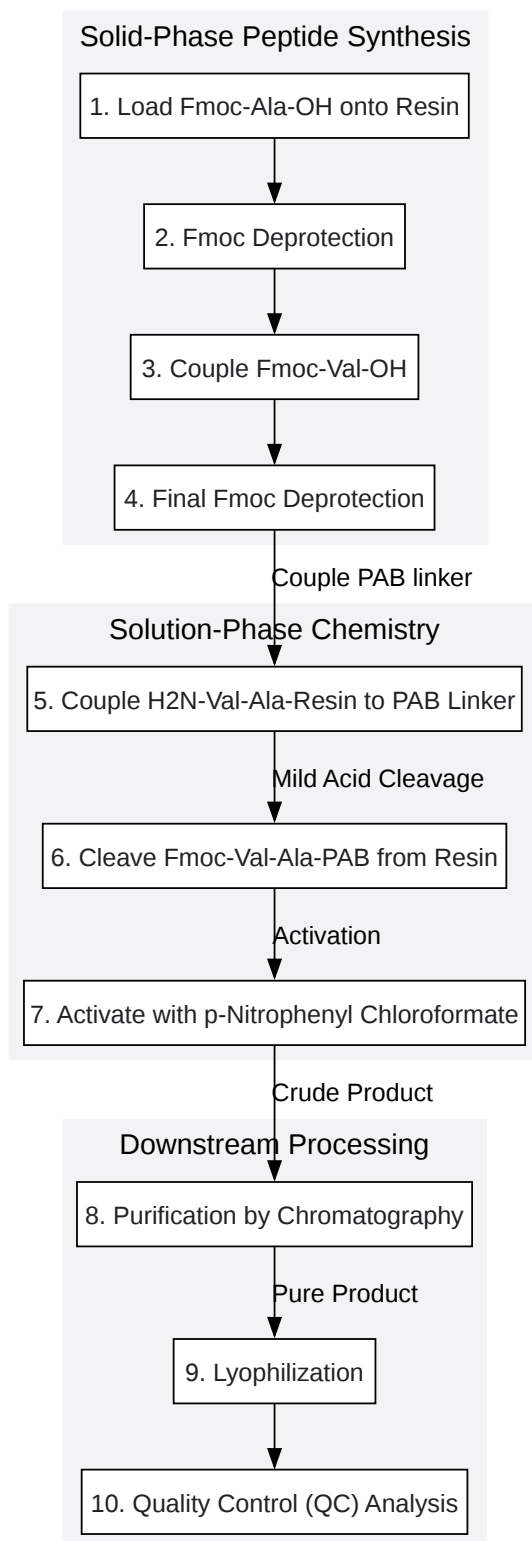 Solid-Phase Peptide Synthesis
1. Load Fmoc-Ala-OH onto Resin
2. Fmoc Deprotection
3. Couple Fmoc-Val-OH
4. Final Fmoc Deprotection
Couple PAB linker
Solution-Phase Chemistry
5. Couple H2N-Val-Ala-Resin to PAB Linker
Mild Acid Cleavage
6. Cleave Fmoc-Val-Ala-PAB from Resin
Activation
7. Activate with p-Nitrophenyl Chloroformate
Crude Product
Downstream Processing
8. Purification by Chromatography
Pure Product
9. Lyophilization
10. Quality Control (QC) Analysis